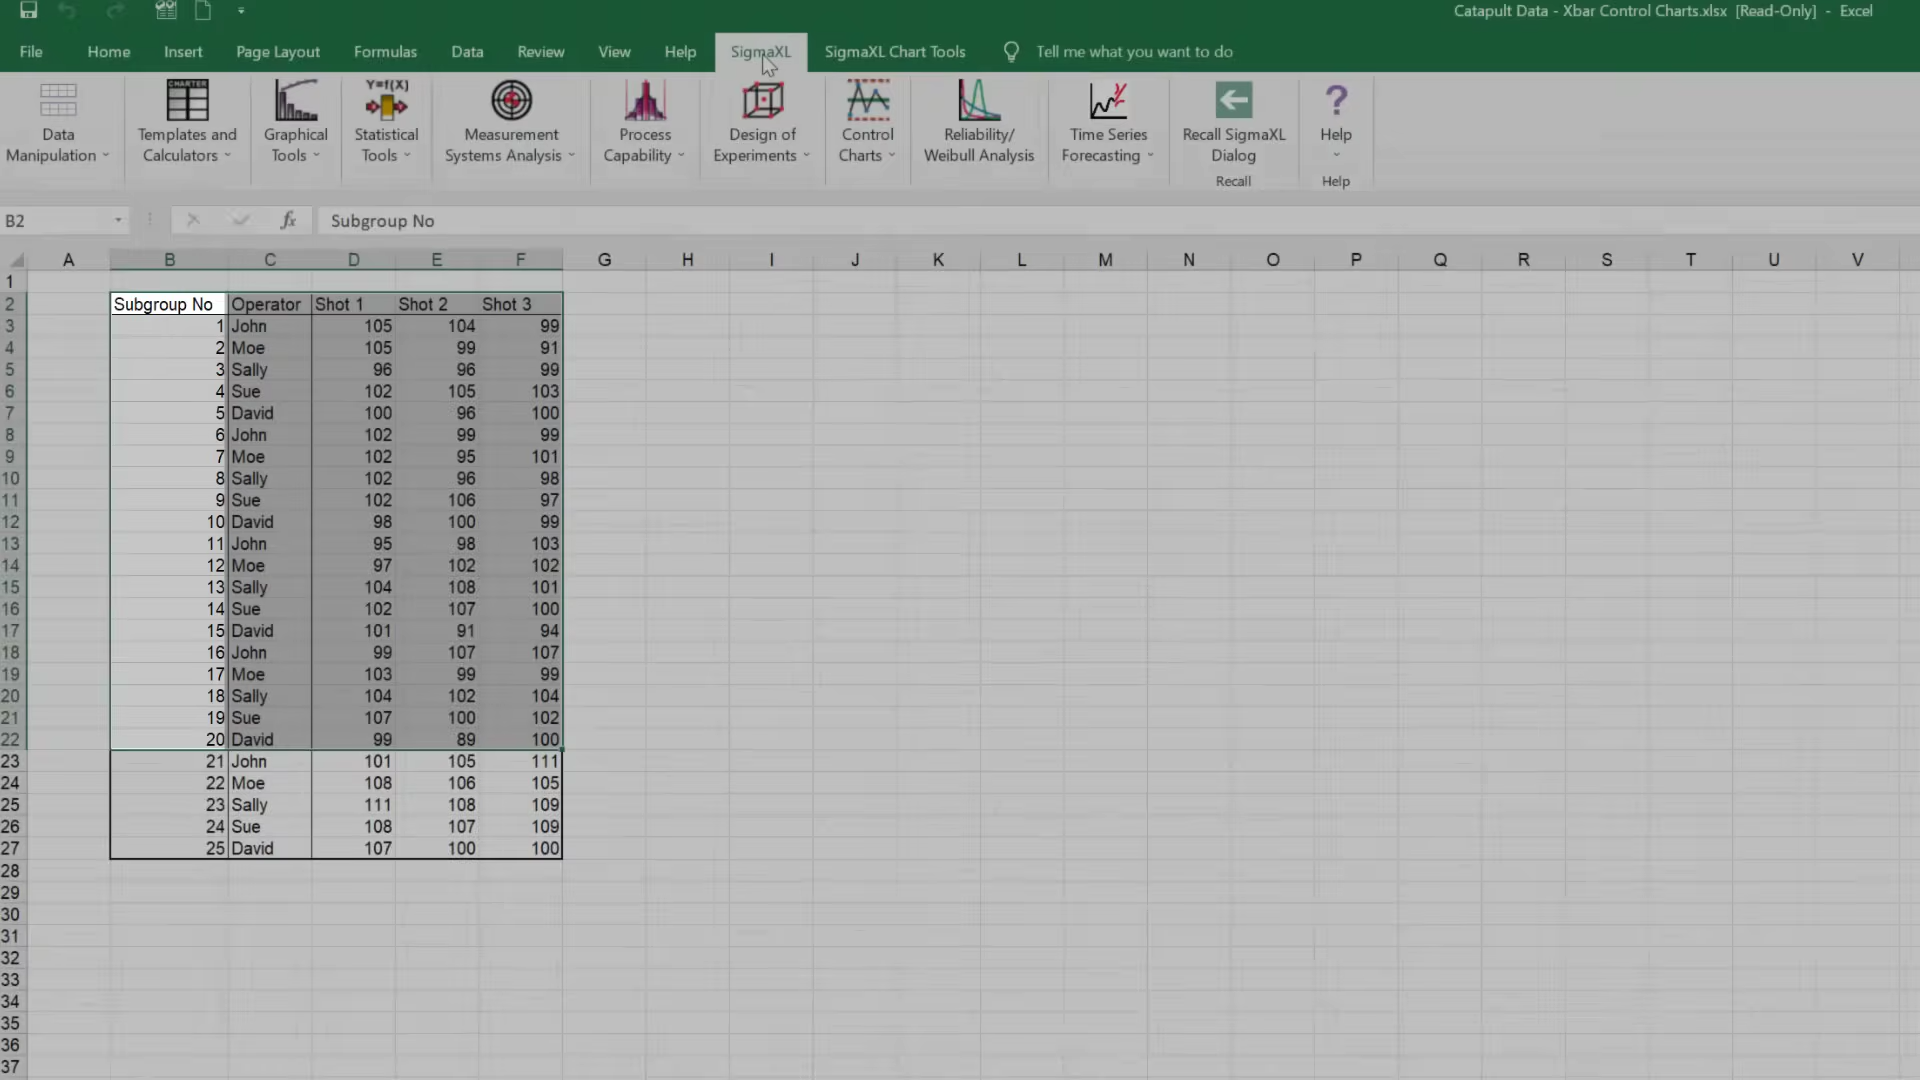 Catapult Data - Xbar Control Charts.xlsx [Read-Only] - Excel
File Home Insert Page Layout Formulas Data Review View Help SigmaXL SigmaXL Chart Tools Tell me what you want to do
CHARTER Y=f(X) ?
Data Manipulation
Templates and Calculators
Graphical Tools
Statistical Tools
Measurement Systems Analysis
Process Capability
Design of Experiments
Control Charts
Reliability/ Weibull Analysis
Time Series Forecasting
Recall SigmaXL Dialog
Help
Recall Help
B2 fx Subgroup No
A B C D E F G H I J K L M N O P Q R S T U V
1
2 Subgroup No Operator Shot 1 Shot 2 Shot 3
3 1 John 105 104 99
4 2 Moe 105 99 91
5 3 Sally 96 96 99
6 4 Sue 102 105 103
7 5 David 100 96 100
8 6 John 102 99 99
9 7 Moe 102 95 101
10 8 Sally 102 96 98
11 9 Sue 102 106 97
12 10 David 98 100 99
13 11 John 95 98 103
14 12 Moe 97 102 102
15 13 Sally 104 108 101
16 14 Sue 102 107 100
17 15 David 101 91 94
18 16 John 99 107 107
19 17 Moe 103 99 99
20 18 Sally 104 102 104
21 19 Sue 107 100 102
22 20 David 99 89 100
23 21 John 101 105 111
24 22 Moe 108 106 105
25 23 Sally 111 108 109
26 24 Sue 108 107 109
27 25 David 107 100 100
28
29
30
31
32
33
34
35
36
37